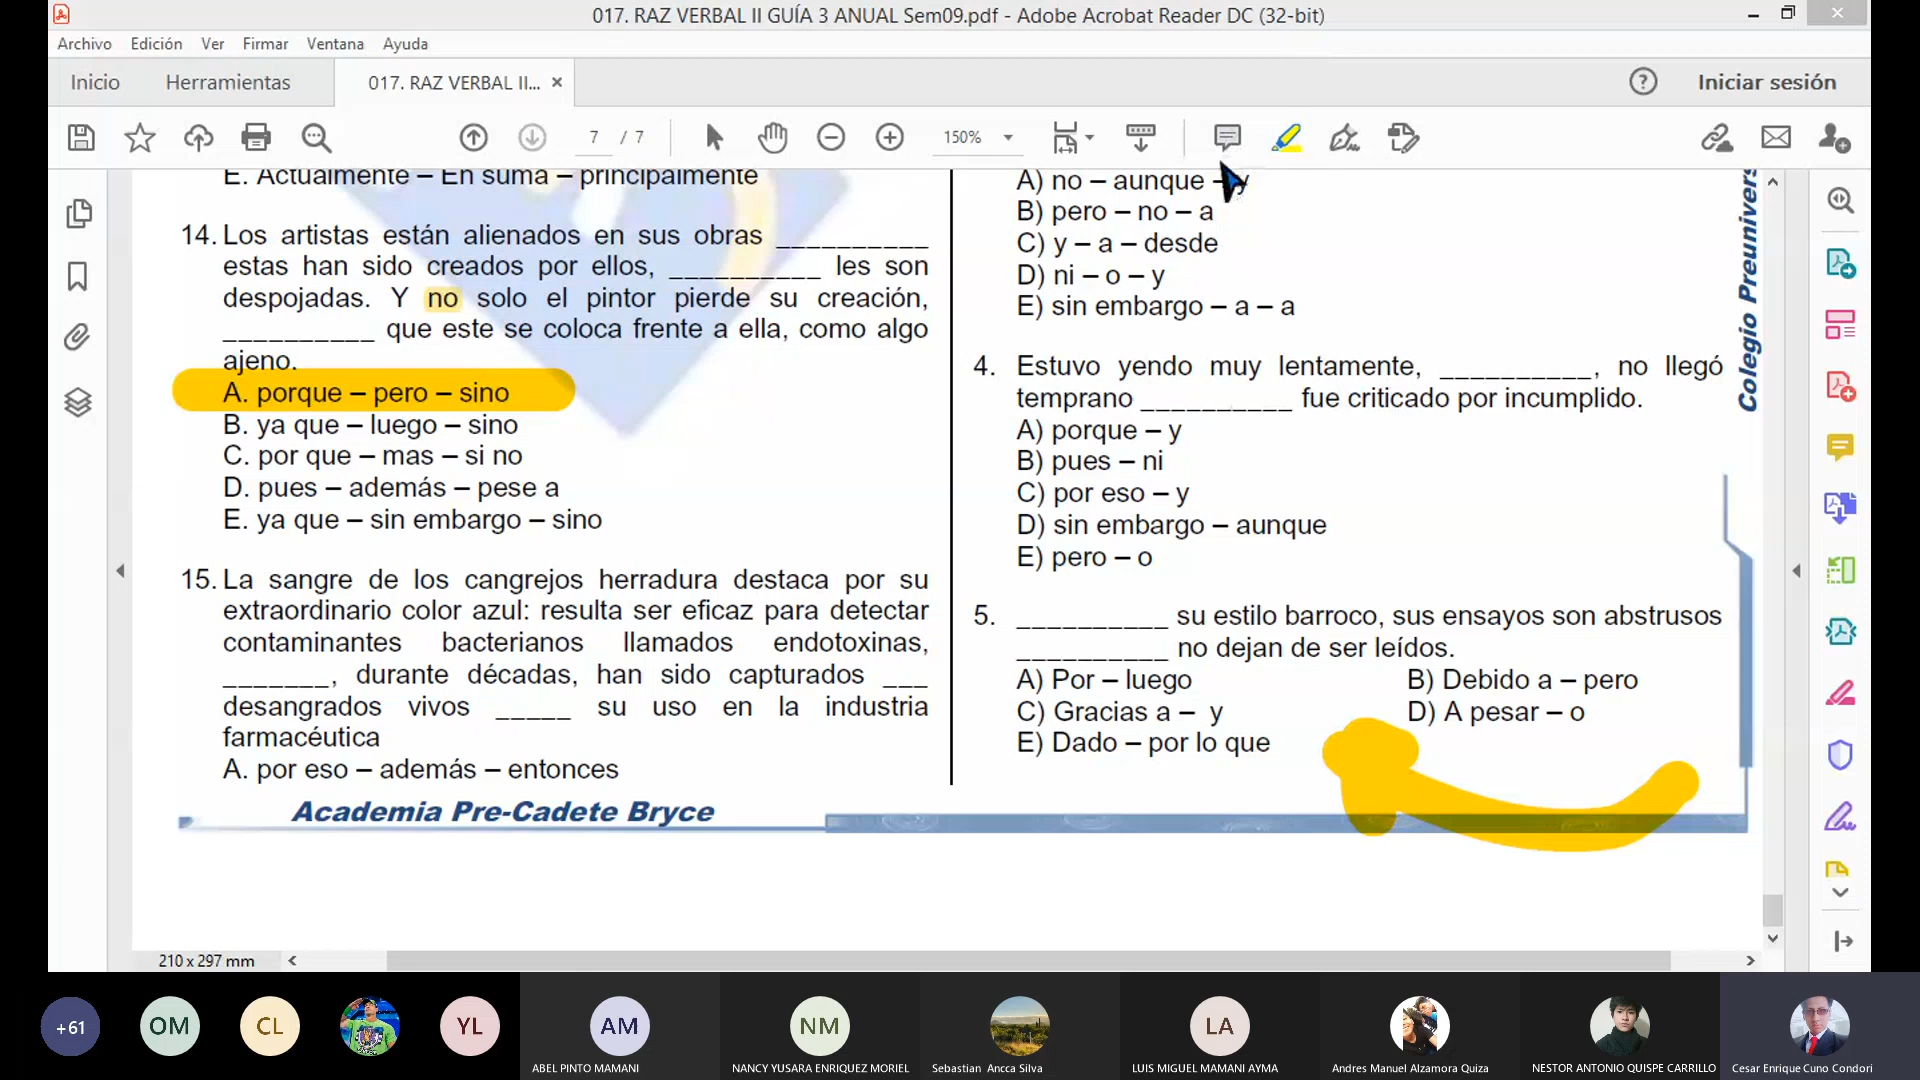 017. RAZ VERBAL II GUÍA 3 ANUAL Sem09.pdf - Adobe Acrobat Reader DC (32-bit)
Archivo Edición Ver Firmar Ventana Ayuda
Inicio Herramientas 017. RAZ VERBAL II... × Iniciar sesión
7 / 7 150%
E. Actualmente – En suma – principalmente
14. Los artistas están alienados en sus obras __________
estas han sido creados por ellos, __________ les son
despojadas. Y no solo el pintor pierde su creación,
__________ que este se coloca frente a ella, como algo
ajeno.
A. porque – pero – sino
B. ya que – luego – sino
C. por que – mas – si no
D. pues – además – pese a
E. ya que – sin embargo – sino
15. La sangre de los cangrejos herradura destaca por su
extraordinario color azul: resulta ser eficaz para detectar
contaminantes bacterianos llamados endotoxinas,
_______, durante décadas, han sido capturados ___
desangrados vivos _____ su uso en la industria
farmacéutica
A. por eso – además – entonces
A) no – aunque – y
B) pero – no – a
C) y – a – desde
D) ni – o – y
E) sin embargo – a – a
4. Estuvo yendo muy lentamente, __________, no llegó
temprano __________ fue criticado por incumplido.
A) porque – y
B) pues – ni
C) por eso – y
D) sin embargo – aunque
E) pero – o
5. __________ su estilo barroco, sus ensayos son abstrusos
__________ no dejan de ser leídos.
A) Por – luego B) Debido a – pero
C) Gracias a – y D) A pesar – o
E) Dado – por lo que
Colegio Preunivers
Academia Pre-Cadete Bryce
210 x 297 mm
+61 OM CL YL AM NM LA
ABEL PINTO MAMANI NANCY YUSARA ENRIQUEZ MORIEL Sebastian Ancca Silva LUIS MIGUEL MAMANI AYMA Andres Manuel Alzamora Quiza NESTOR ANTONIO QUISPE CARRILLO Cesar Enrique Cuno Condori